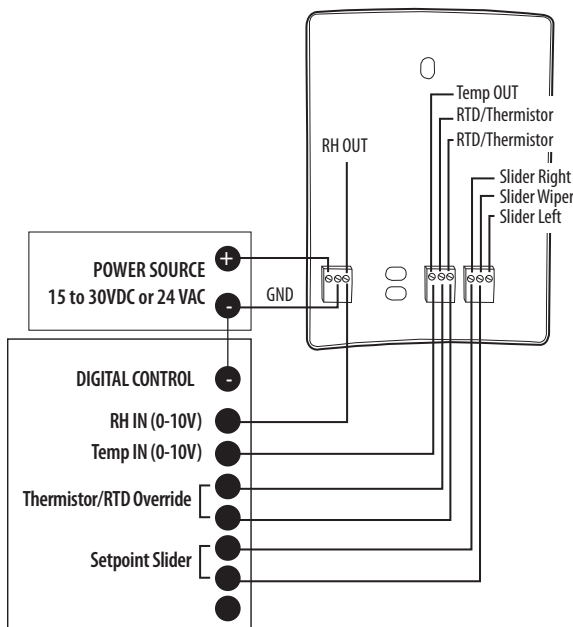 Temp OUT
RTD/Thermistor
RTD/Thermistor
RH OUT
Slider Right
Slider Wiper
Slider Left
+
POWER SOURCE
15 to 30VDC or 24 VAC
-
GND
DIGITAL CONTROL
-
RH IN (0-10V)
Temp IN (0-10V)
Thermistor/RTD Override
Setpoint Slider